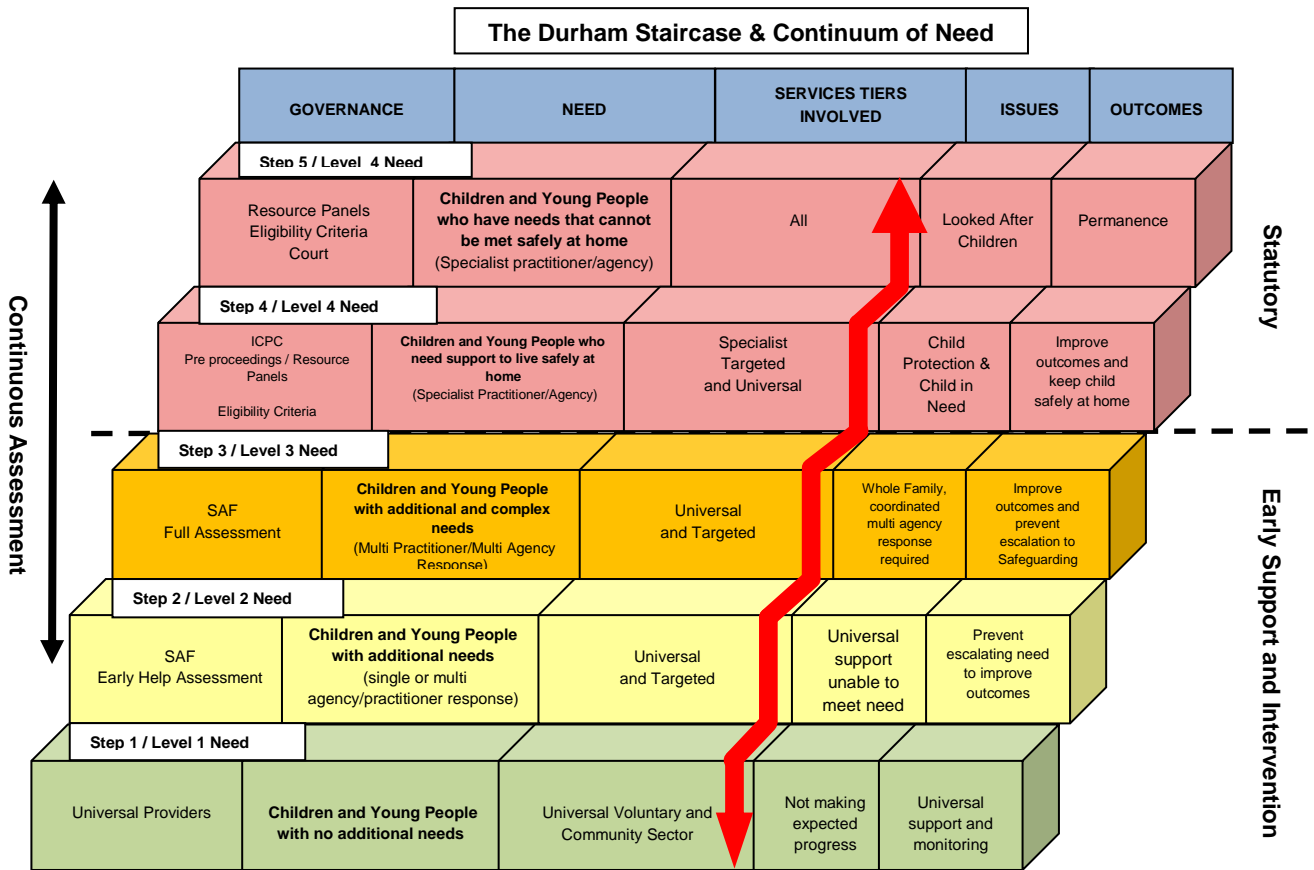 The Durham Staircase & Continuum of Need
GOVERNANCE
NEED
SERVICES TIERS
INVOLVED
ISSUES
OUTCOMES
Step 5 / Level 4 Need
Resource Panels
Eligibility Criteria
Court
Children and Young People
who have needs that cannot
be met safely at home
(Specialist practitioner/agency)
All
Looked After
Children
Permanence
Step 4 / Level 4 Need
ICPC
Pre proceedings / Resource
Panels
Eligibility Criteria
Children and Young People who
need support to live safely at
home
(Specialist Practitioner/Agency)
Specialist
Targeted
and Universal
Child
Protection &
Child in
Need
Improve
outcomes and
keep child
safely at home
Step 3 / Level 3 Need
SAF
Full Assessment
Children and Young People
with additional and complex
needs
(Multi Practitioner/Multi Agency
Response)
Universal
and Targeted
Whole Family,
coordinated
multi agency
response
required
Improve
outcomes and
prevent
escalation to
Safeguarding
Step 2 / Level 2 Need
SAF
Early Help Assessment
Children and Young People
with additional needs
(single or multi
agency/practitioner response)
Universal
and Targeted
Universal
support
unable to
meet need
Prevent
escalating need
to improve
outcomes
Step 1 / Level 1 Need
Universal Providers
Children and Young People
with no additional needs
Universal Voluntary and
Community Sector
Not making
expected
progress
Universal
support and
monitoring
Continuous Assessment
Statutory
Early Support and Intervention